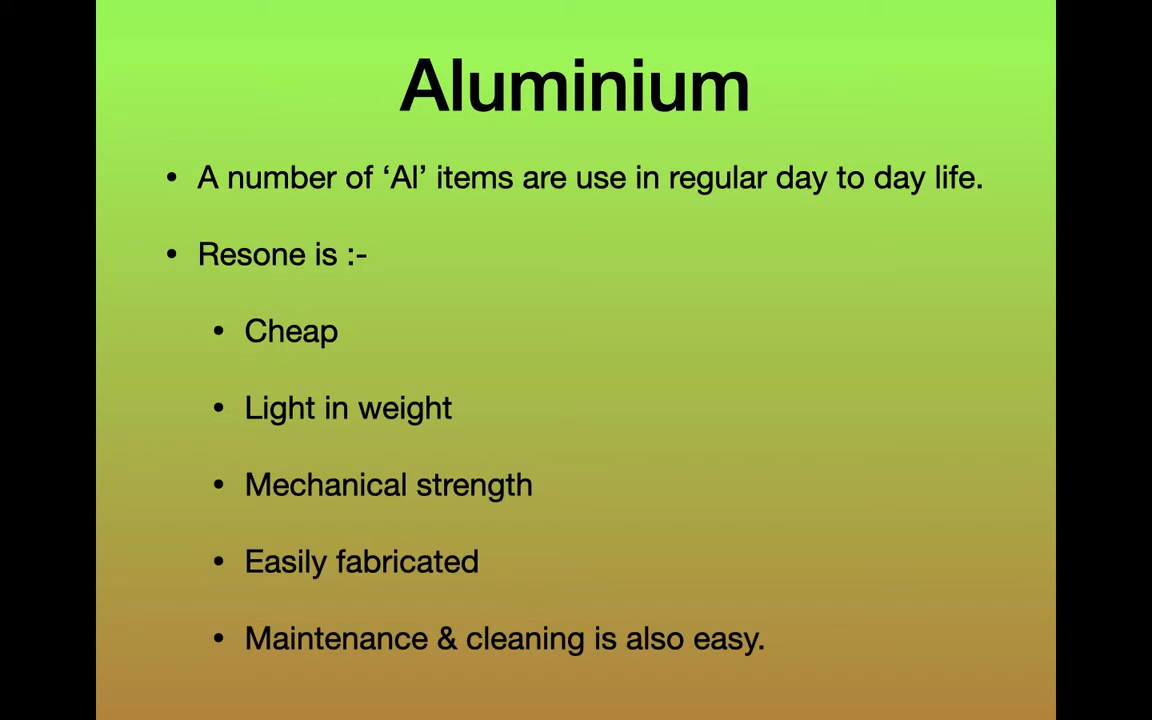 Aluminium
• A number of ‘Al’ items are use in regular day to day life.
• Resone is :-
• Cheap
• Light in weight
• Mechanical strength
• Easily fabricated
• Maintenance & cleaning is also easy.